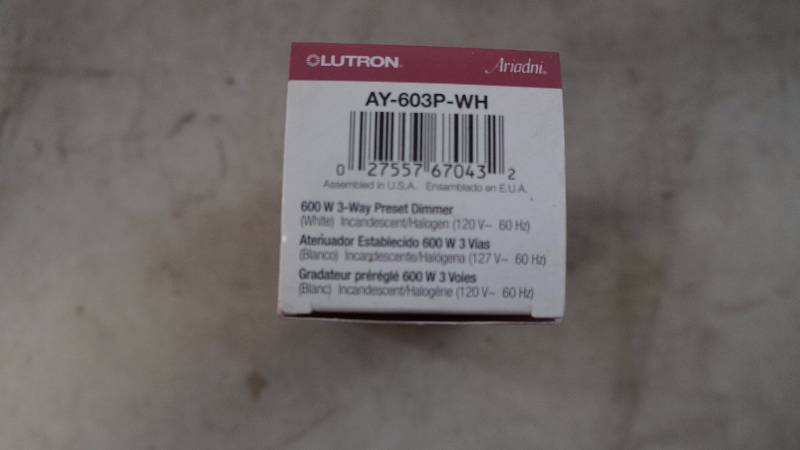 LUTRON. Ariadni®
AY-603P-WH
0 27557 67043 2
Assembled in U.S.A. Ensamblado en E.U.A.
600 W 3-Way Preset Dimmer
(White) Incandescent/Halogen (120 V~ 60 Hz)
Atenuador Establecido 600 W 3 Vias
(Blanco) Incandescente/Halógena (127 V~ 60 Hz)
Gradateur préréglé 600 W 3 Voies
(Blanc) Incandescent/Halogène (120 V~ 60 Hz)